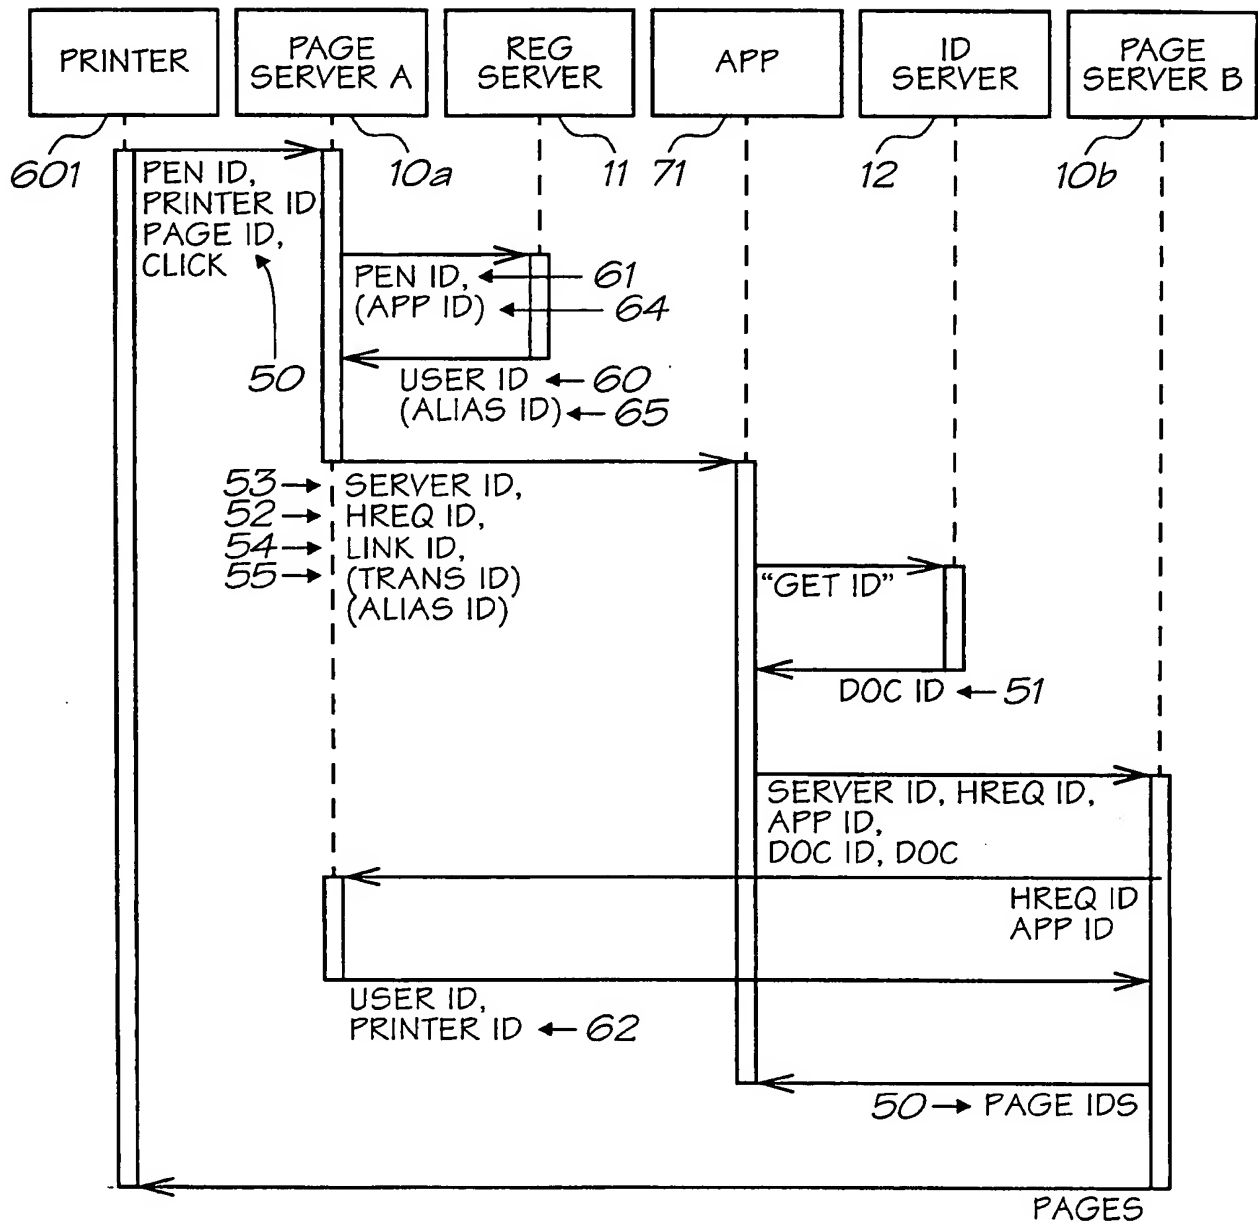 PRINTER
PAGE
SERVER A
REG
SERVER
APP
ID
SERVER
PAGE
SERVER B
601
10a
11
71
12
10b
PEN ID,
PRINTER ID
PAGE ID,
CLICK
50
PEN ID,
61
(APP ID)
64
USER ID
60
(ALIAS ID)
65
53
SERVER ID,
52
HREQ ID,
54
LINK ID,
55
(TRANS ID)
(ALIAS ID)
"GET ID"
DOC ID
51
SERVER ID, HREQ ID,
APP ID,
DOC ID, DOC
HREQ ID
APP ID
USER ID,
PRINTER ID
62
50
PAGE IDS
PAGES